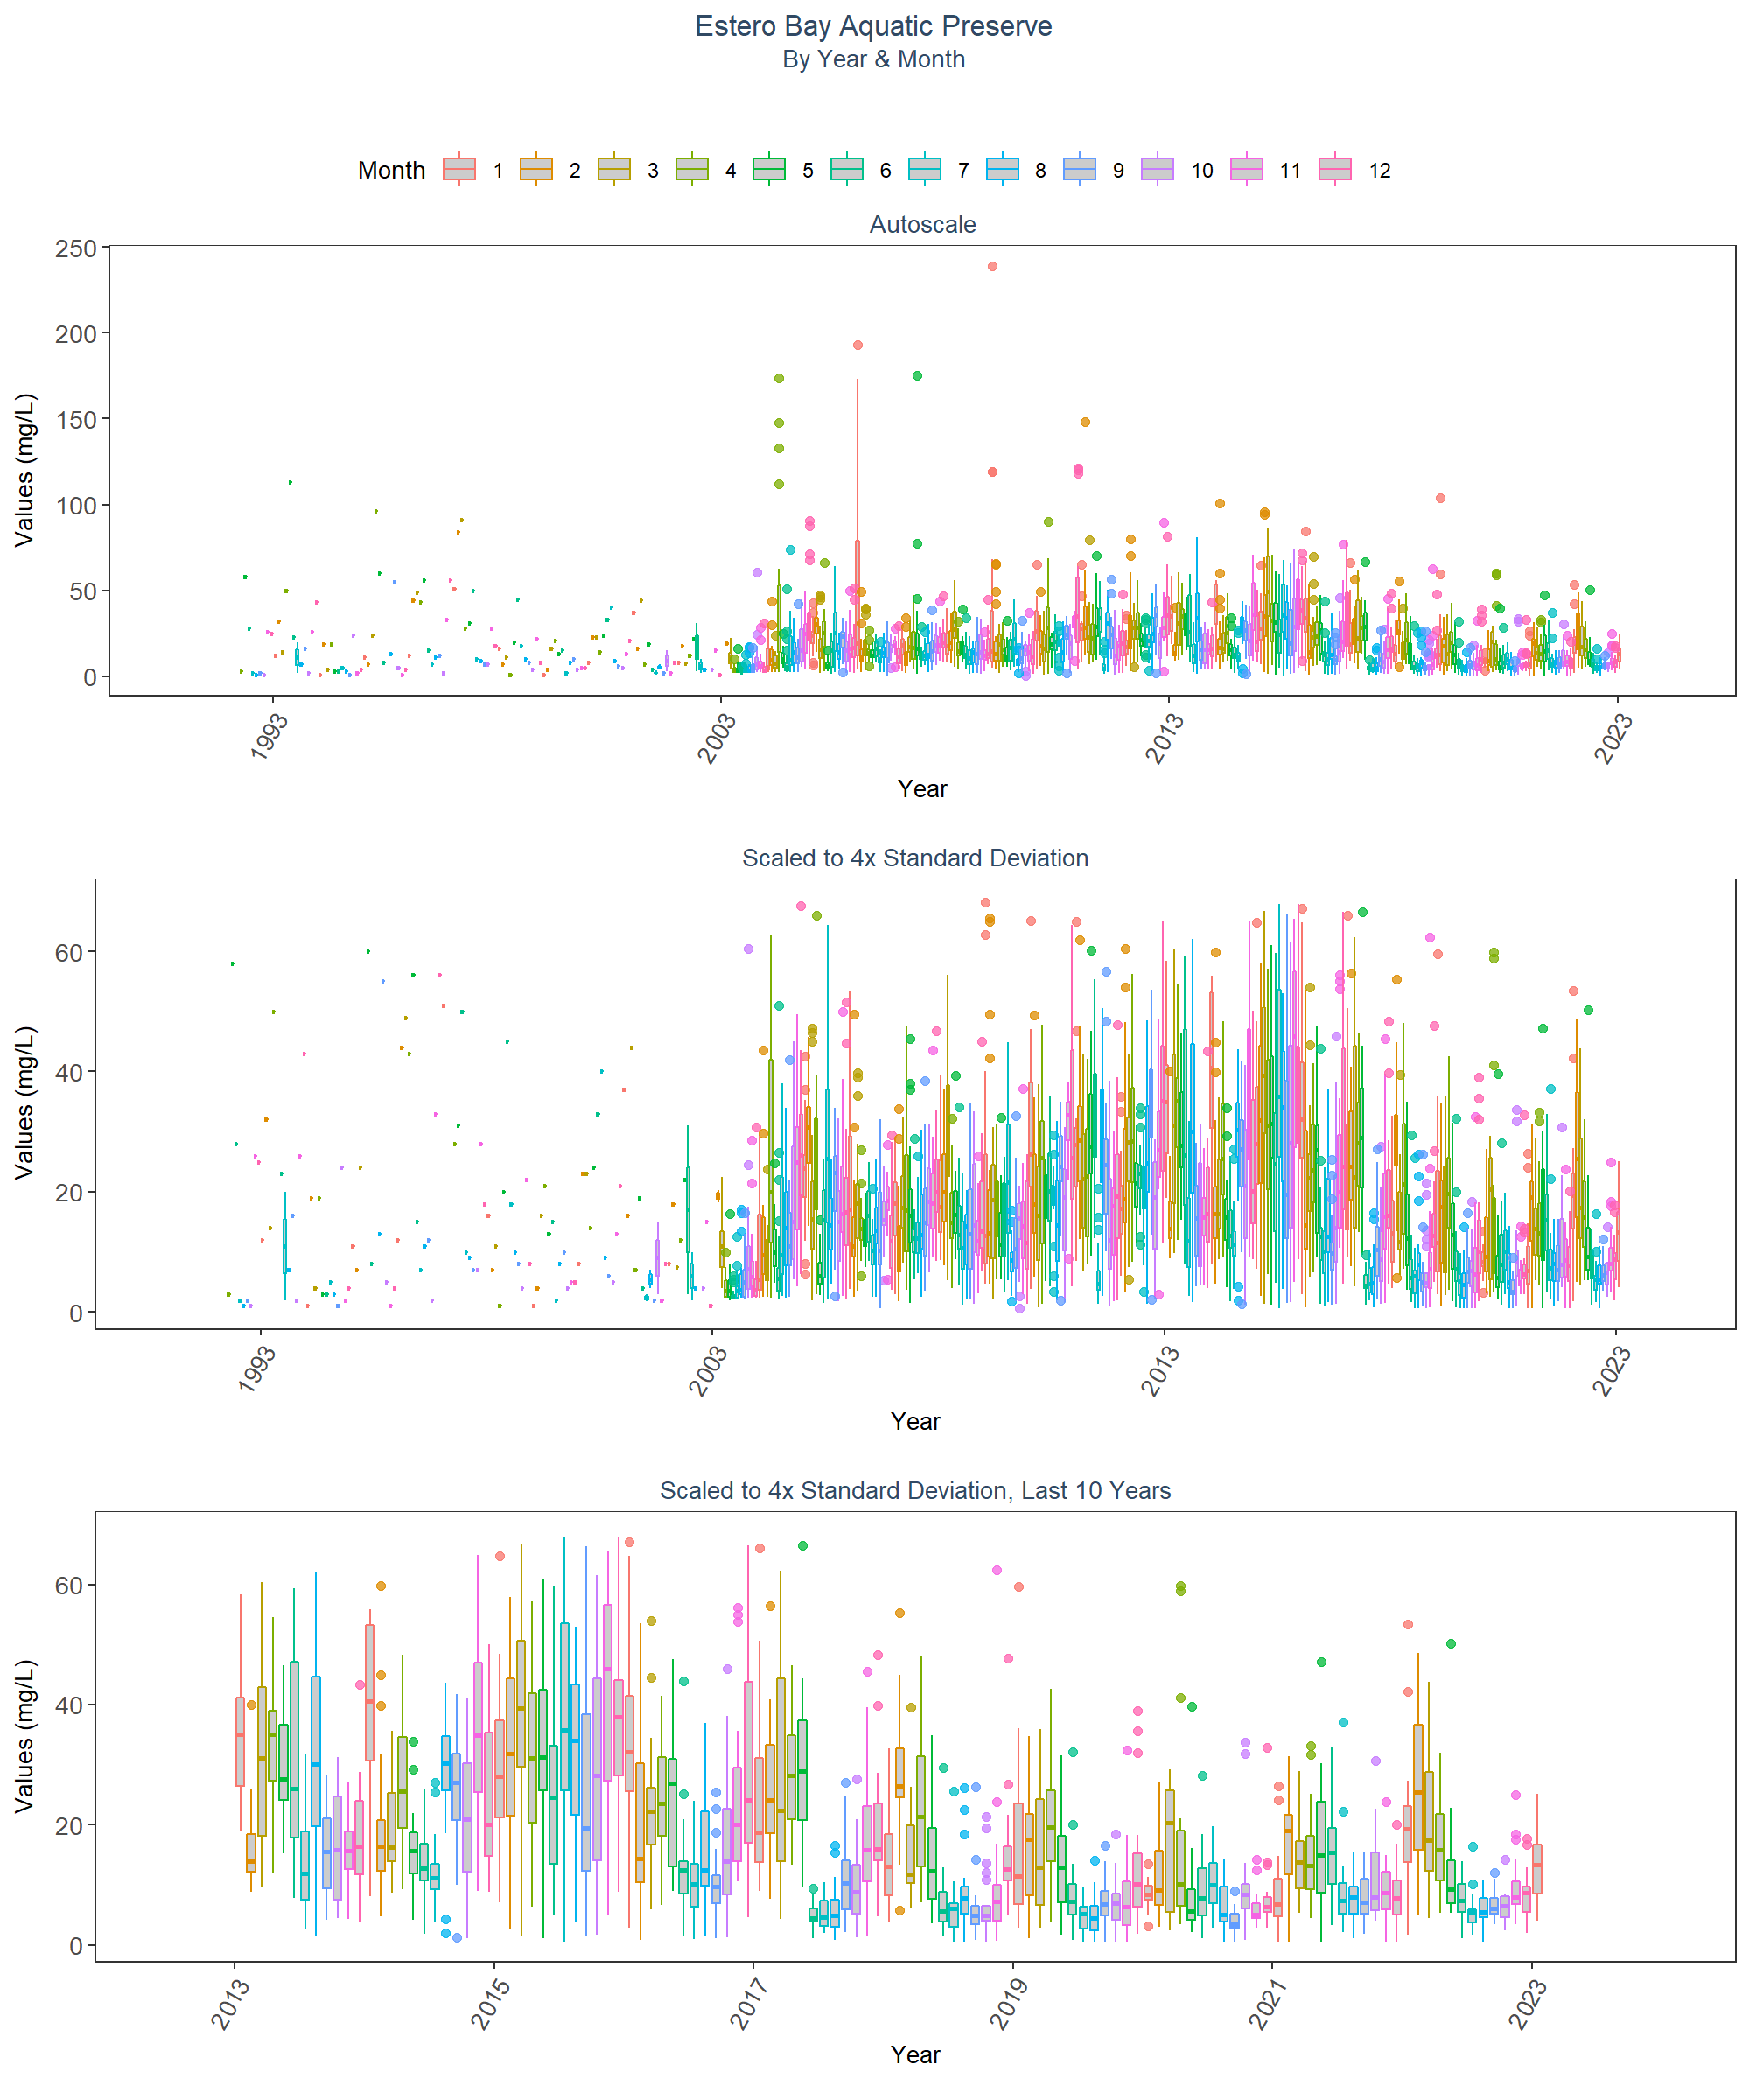 Estero Bay Aquatic Preserve
By Year & Month
Month 1 2 3 4 5 6 7 8 9 10 11 12
Autoscale
Values (mg/L)
250
200
150
100
50
0
1993 2003 2013 2023
Year
Scaled to 4x Standard Deviation
Values (mg/L)
60
40
20
0
1993 2003 2013 2023
Year
Scaled to 4x Standard Deviation, Last 10 Years
Values (mg/L)
60
40
20
0
2013 2015 2017 2019 2021 2023
Year